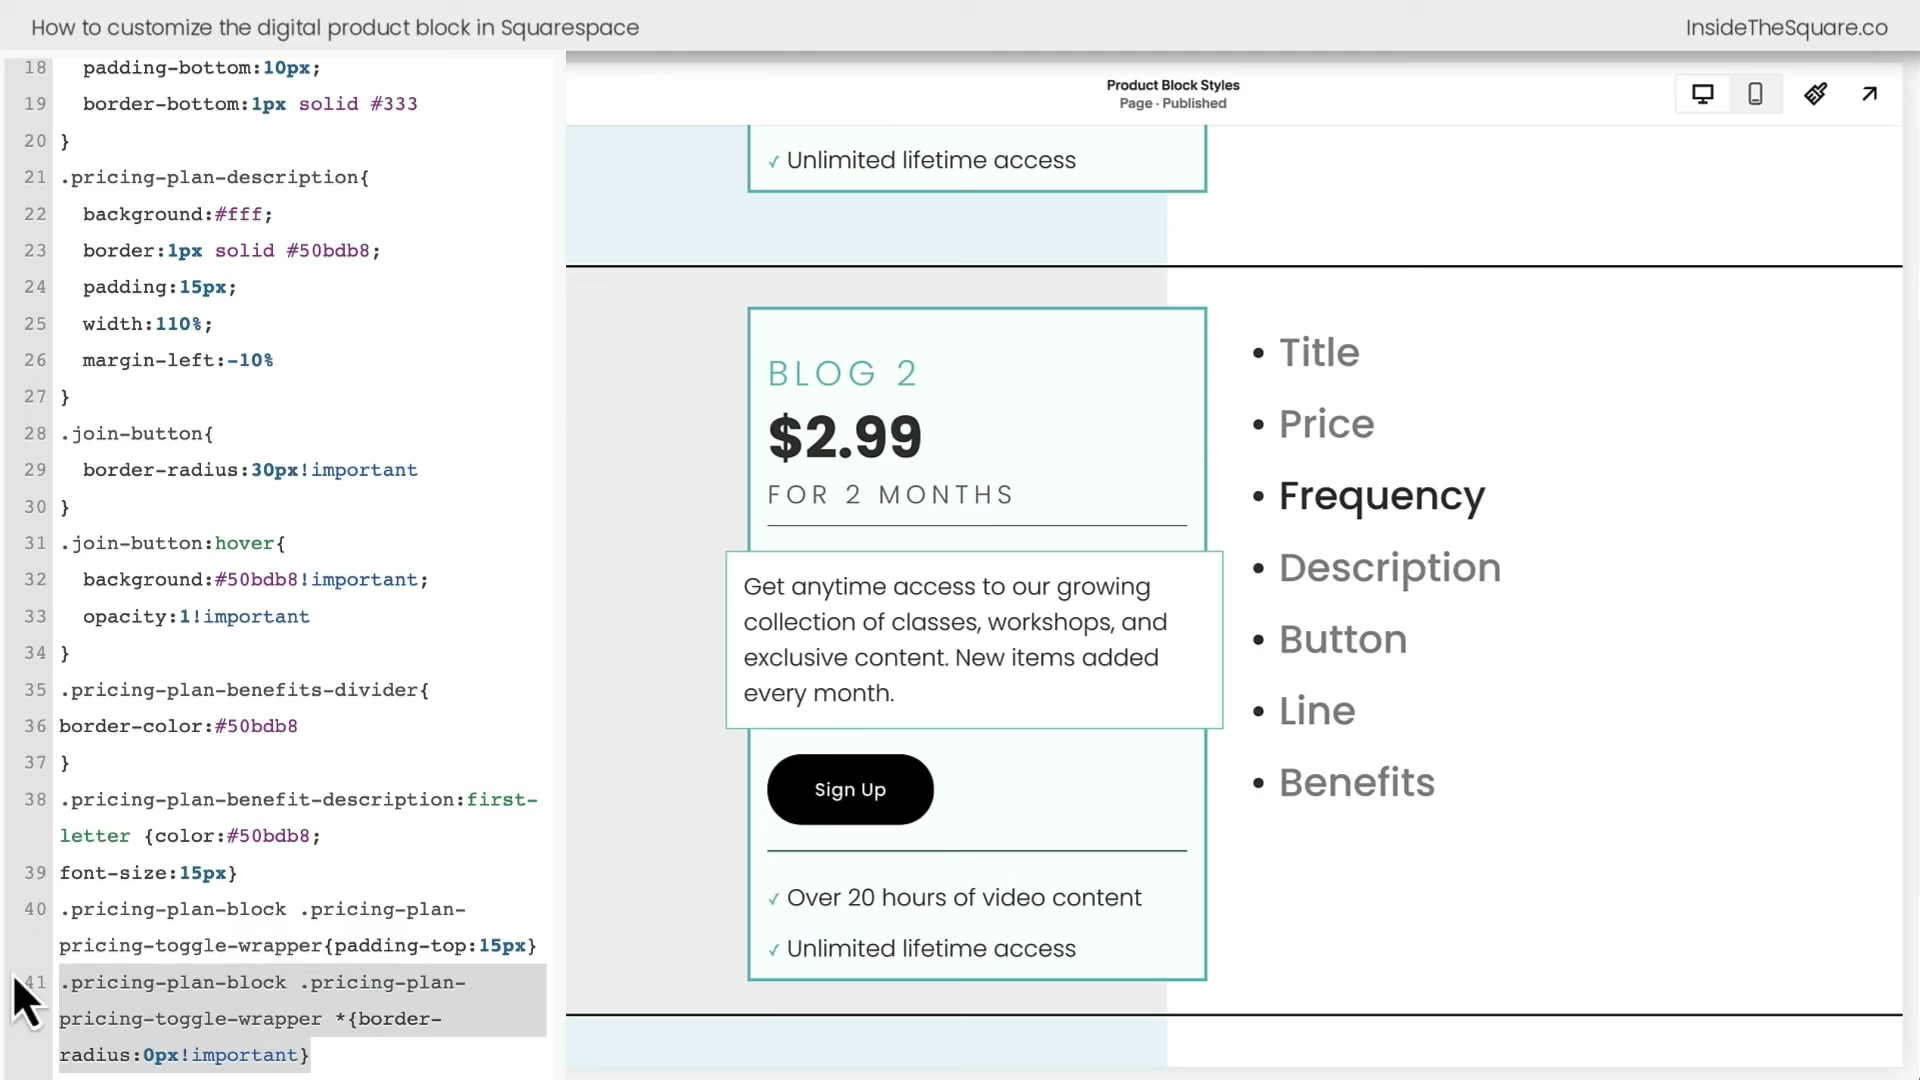 How to customize the digital product block in Squarespace
InsideTheSquare.co
18 padding-bottom:10px;
19 border-bottom:1px solid #333
20 }
21 .pricing-plan-description{
22 background:#fff;
23 border:1px solid #50bdb8;
24 padding:15px;
25 width:110%;
26 margin-left:-10%
27 }
28 .join-button{
29 border-radius:30px!important
30 }
31 .join-button:hover{
32 background:#50bdb8!important;
33 opacity:1!important
34 }
35 .pricing-plan-benefits-divider{
36 border-color:#50bdb8
37 }
38 .pricing-plan-benefit-description:first-
letter {color:#50bdb8;
39 font-size:15px}
40 .pricing-plan-block .pricing-plan-
pricing-toggle-wrapper{padding-top:15px}
41 .pricing-plan-block .pricing-plan-
pricing-toggle-wrapper *{border-
radius:0px!important}
Product Block Styles
Page · Published
✓ Unlimited lifetime access
BLOG 2
$2.99
FOR 2 MONTHS
Get anytime access to our growing
collection of classes, workshops, and
exclusive content. New items added
every month.
Sign Up
✓ Over 20 hours of video content
✓ Unlimited lifetime access
• Title
• Price
• Frequency
• Description
• Button
• Line
• Benefits